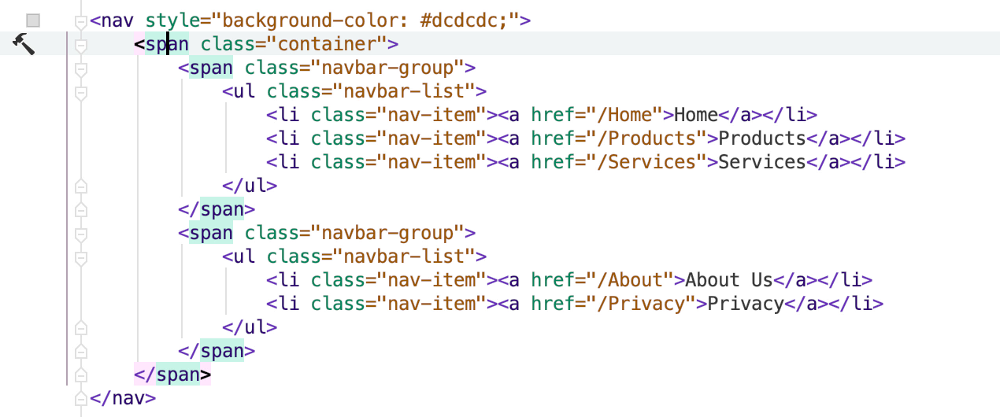 <nav style="background-color: #dcdcdc;">
    <span class="container">
        <span class="navbar-group">
            <ul class="navbar-list">
                <li class="nav-item"><a href="/Home">Home</a></li>
                <li class="nav-item"><a href="/Products">Products</a></li>
                <li class="nav-item"><a href="/Services">Services</a></li>
            </ul>
        </span>
        <span class="navbar-group">
            <ul class="navbar-list">
                <li class="nav-item"><a href="/About">About Us</a></li>
                <li class="nav-item"><a href="/Privacy">Privacy</a></li>
            </ul>
        </span>
    </span>
</nav>